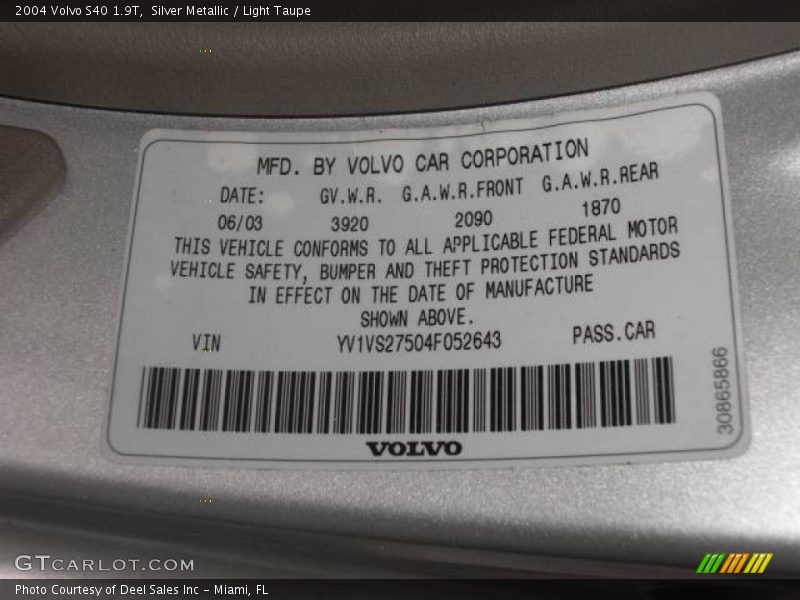 2004 Volvo S40 1.9T,  Silver Metallic / Light Taupe
MFD. BY VOLVO CAR CORPORATION
DATE: GV.W.R. G.A.W.R.FRONT G.A.W.R.REAR
06/03 3920 2090 1870
THIS VEHICLE CONFORMS TO ALL APPLICABLE FEDERAL MOTOR
VEHICLE SAFETY, BUMPER AND THEFT PROTECTION STANDARDS
IN EFFECT ON THE DATE OF MANUFACTURE
SHOWN ABOVE.
VIN YV1VS27504F052643 PASS.CAR
30865866
VOLVO
GTCARLOT.COM
Photo Courtesy of Deel Sales Inc - Miami, FL